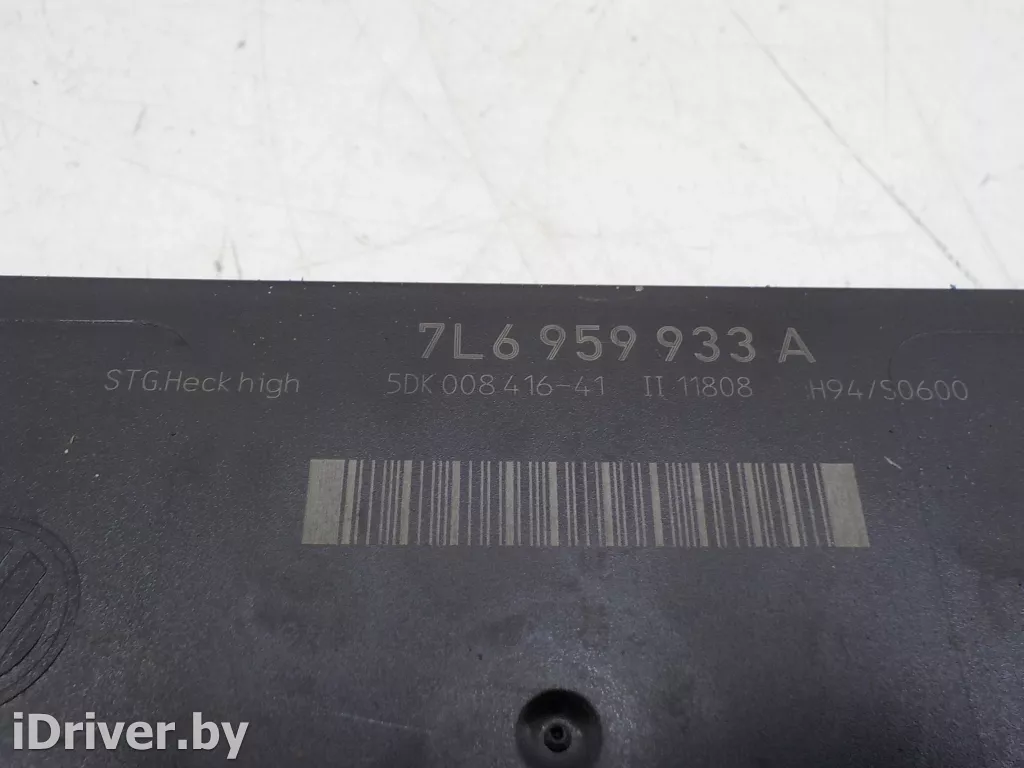 7L6 959 933 A
STG.Heck high 5DK 008 416-41 II 11808 H94/S0600
iDriver.by